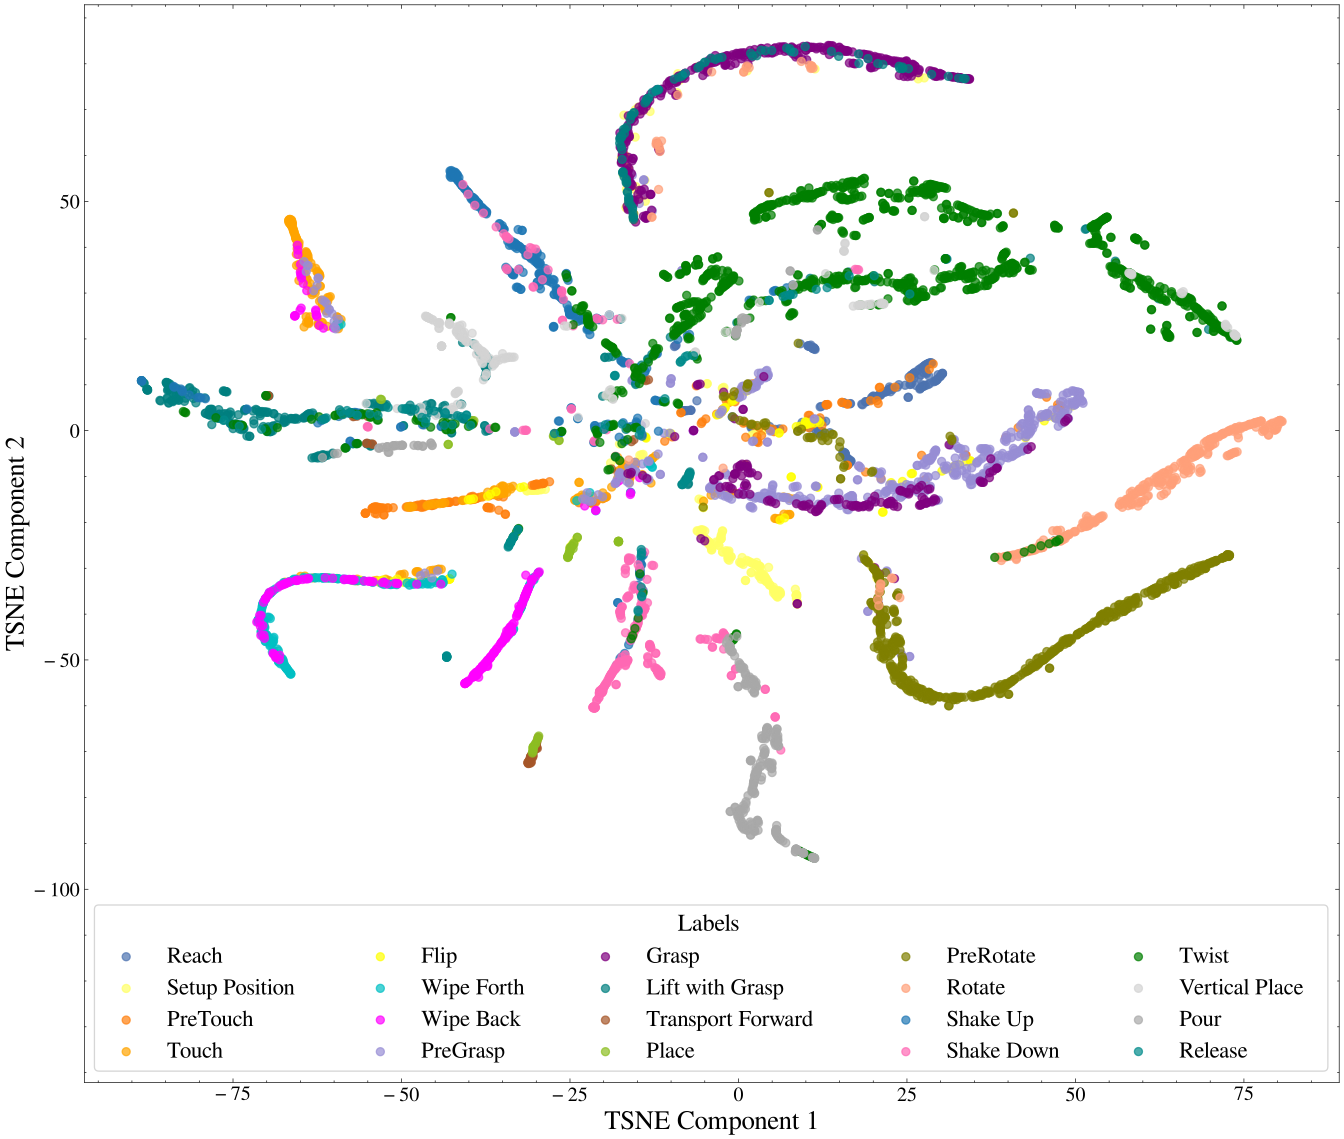 50
0
−50
−100
TSNE Component 2
Labels
Reach Flip Grasp PreRotate Twist
Setup Position Wipe Forth Lift with Grasp Rotate Vertical Place
PreTouch Wipe Back Transport Forward Shake Up Pour
Touch PreGrasp Place Shake Down Release
−75 −50 −25 0 25 50 75
TSNE Component 1